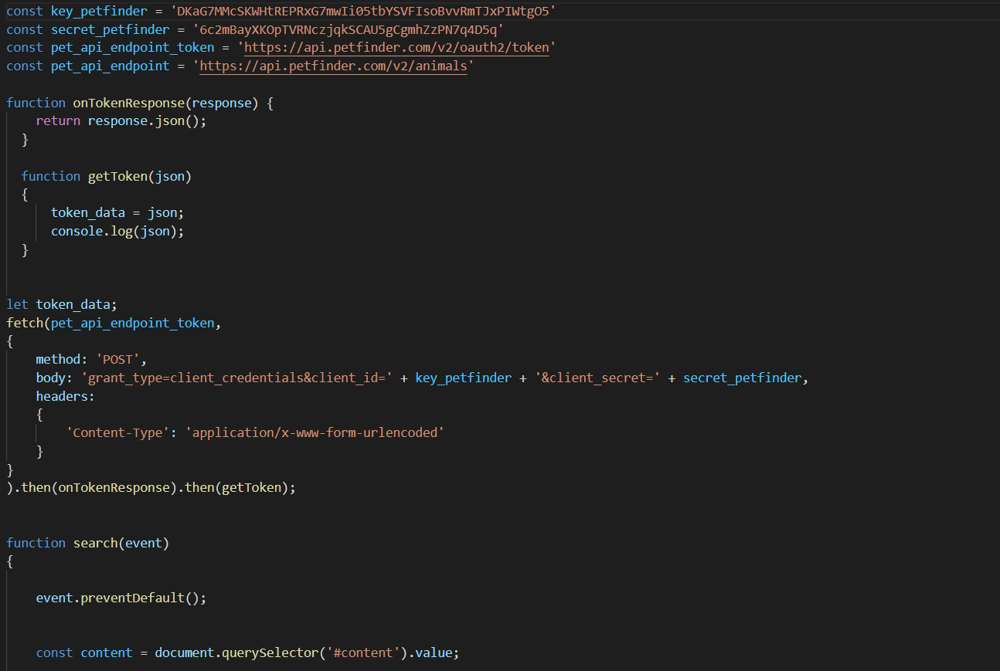 const key_petfinder = 'DKaG7MMcSKWHtREPRxG7mwIi05tbYSVFIsoBvvRmTJxPIWtgO5'
const secret_petfinder = '6c2mBayXKOpTVRNczjqkSCAU5gCgmhZzPN7q4D5q'
const pet_api_endpoint_token = 'https://api.petfinder.com/v2/oauth2/token'
const pet_api_endpoint = 'https://api.petfinder.com/v2/animals'
function onTokenResponse(response) {
return response.json();
}
function getToken(json)
{
token_data = json;
console.log(json);
}
let token_data;
fetch(pet_api_endpoint_token,
{
method: 'POST',
body: 'grant_type=client_credentials&client_id=' + key_petfinder + '&client_secret=' + secret_petfinder,
headers:
{
'Content-Type': 'application/x-www-form-urlencoded'
}
}
).then(onTokenResponse).then(getToken);
function search(event)
{
event.preventDefault();
const content = document.querySelector('#content').value;